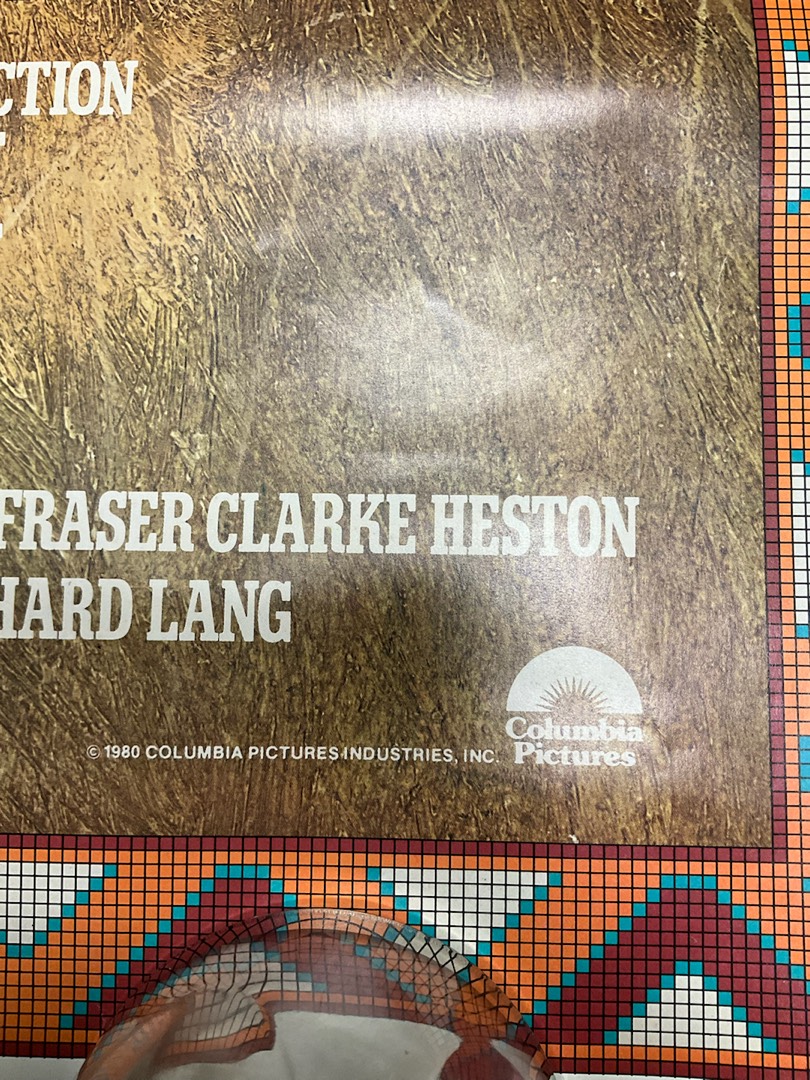 CTION
FRASER CLARKE HESTON
HARD LANG
© 1980 COLUMBIA PICTURES INDUSTRIES, INC.
Columbia
Pictures